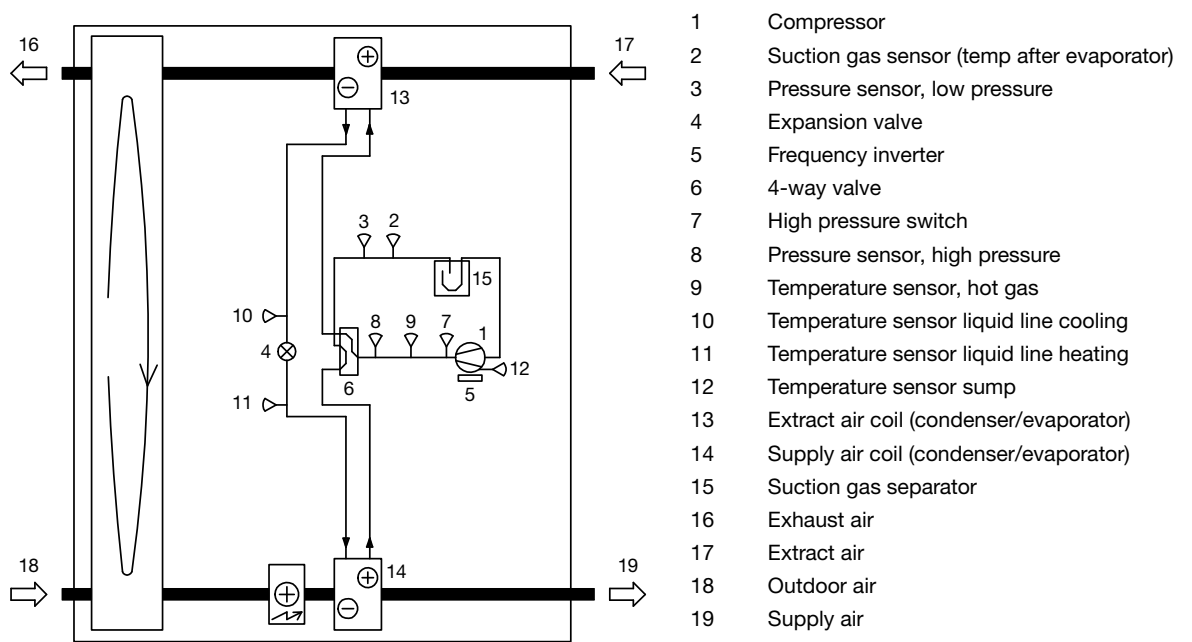 16
17
13
3 2
15
10
8 9 7 1
4
12
6
5
11
18
14
19
1 Compressor
2 Suction gas sensor (temp after evaporator)
3 Pressure sensor, low pressure
4 Expansion valve
5 Frequency inverter
6 4-way valve
7 High pressure switch
8 Pressure sensor, high pressure
9 Temperature sensor, hot gas
10 Temperature sensor liquid line cooling
11 Temperature sensor liquid line heating
12 Temperature sensor sump
13 Extract air coil (condenser/evaporator)
14 Supply air coil (condenser/evaporator)
15 Suction gas separator
16 Exhaust air
17 Extract air
18 Outdoor air
19 Supply air